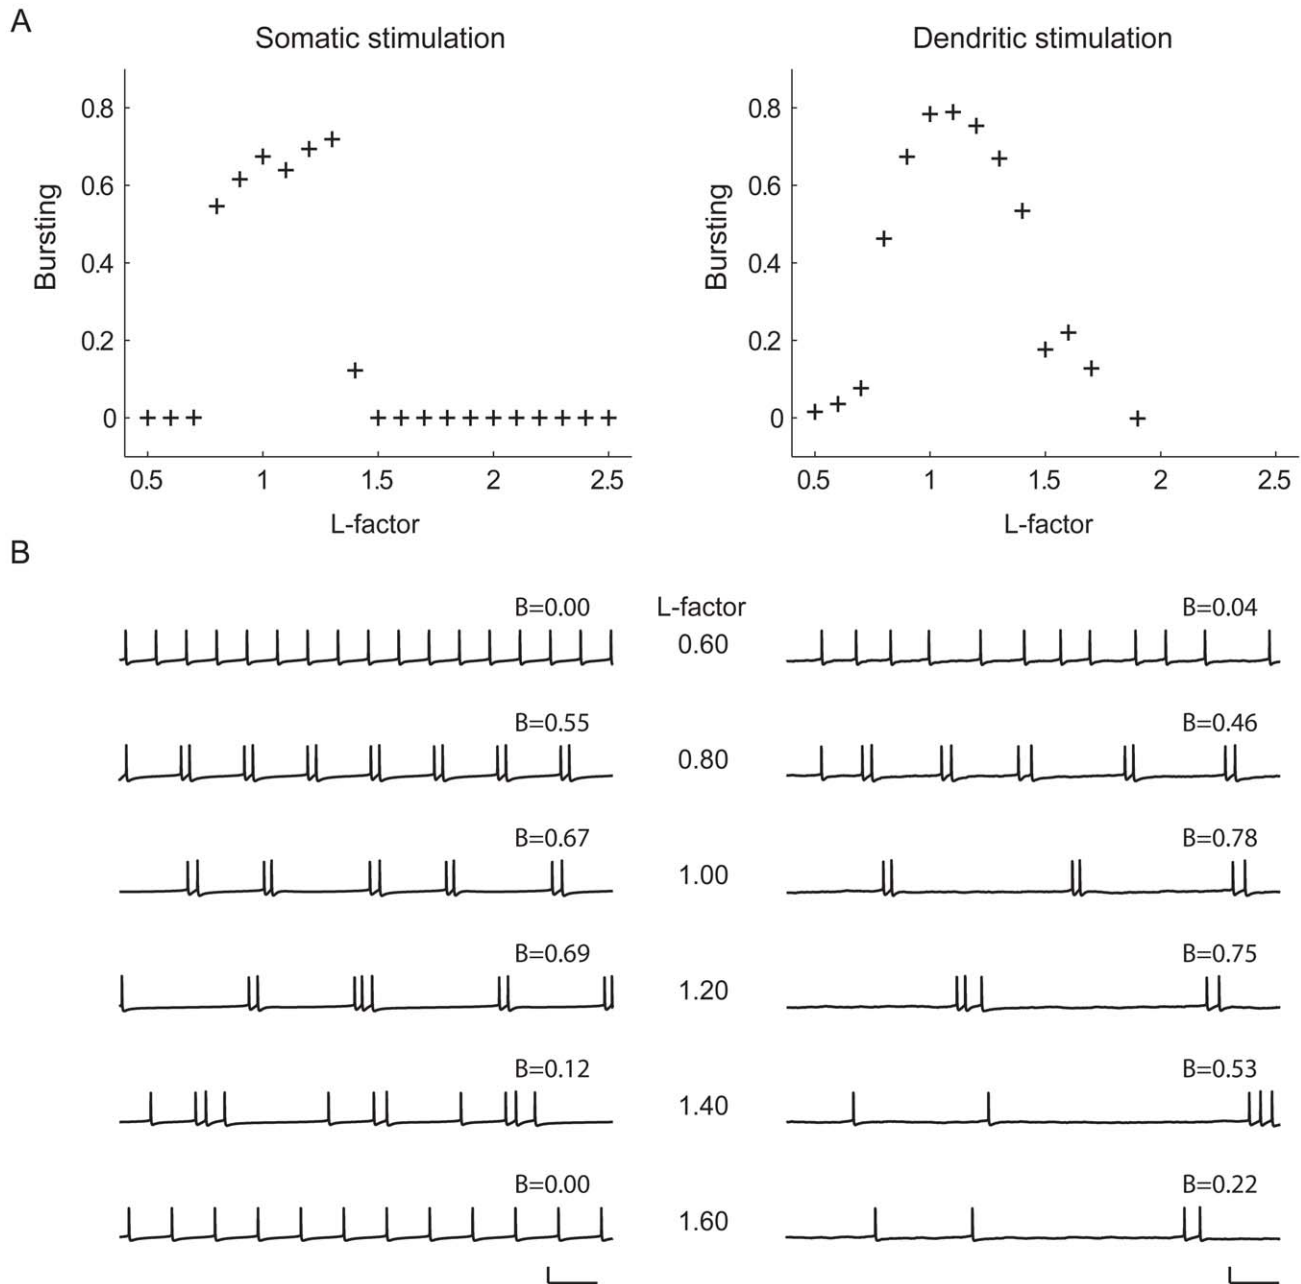 A
Somatic stimulation
Dendritic stimulation
Bursting
0.8
0.6
0.4
0.2
0
0.5 1 1.5 2 2.5
L-factor
Bursting
0.8
0.6
0.4
0.2
0
0.5 1 1.5 2 2.5
L-factor
B
B=0.00 L-factor B=0.04
0.60
B=0.55 B=0.46
0.80
B=0.67 B=0.78
1.00
B=0.69 B=0.75
1.20
B=0.12 B=0.53
1.40
B=0.00 B=0.22
1.60